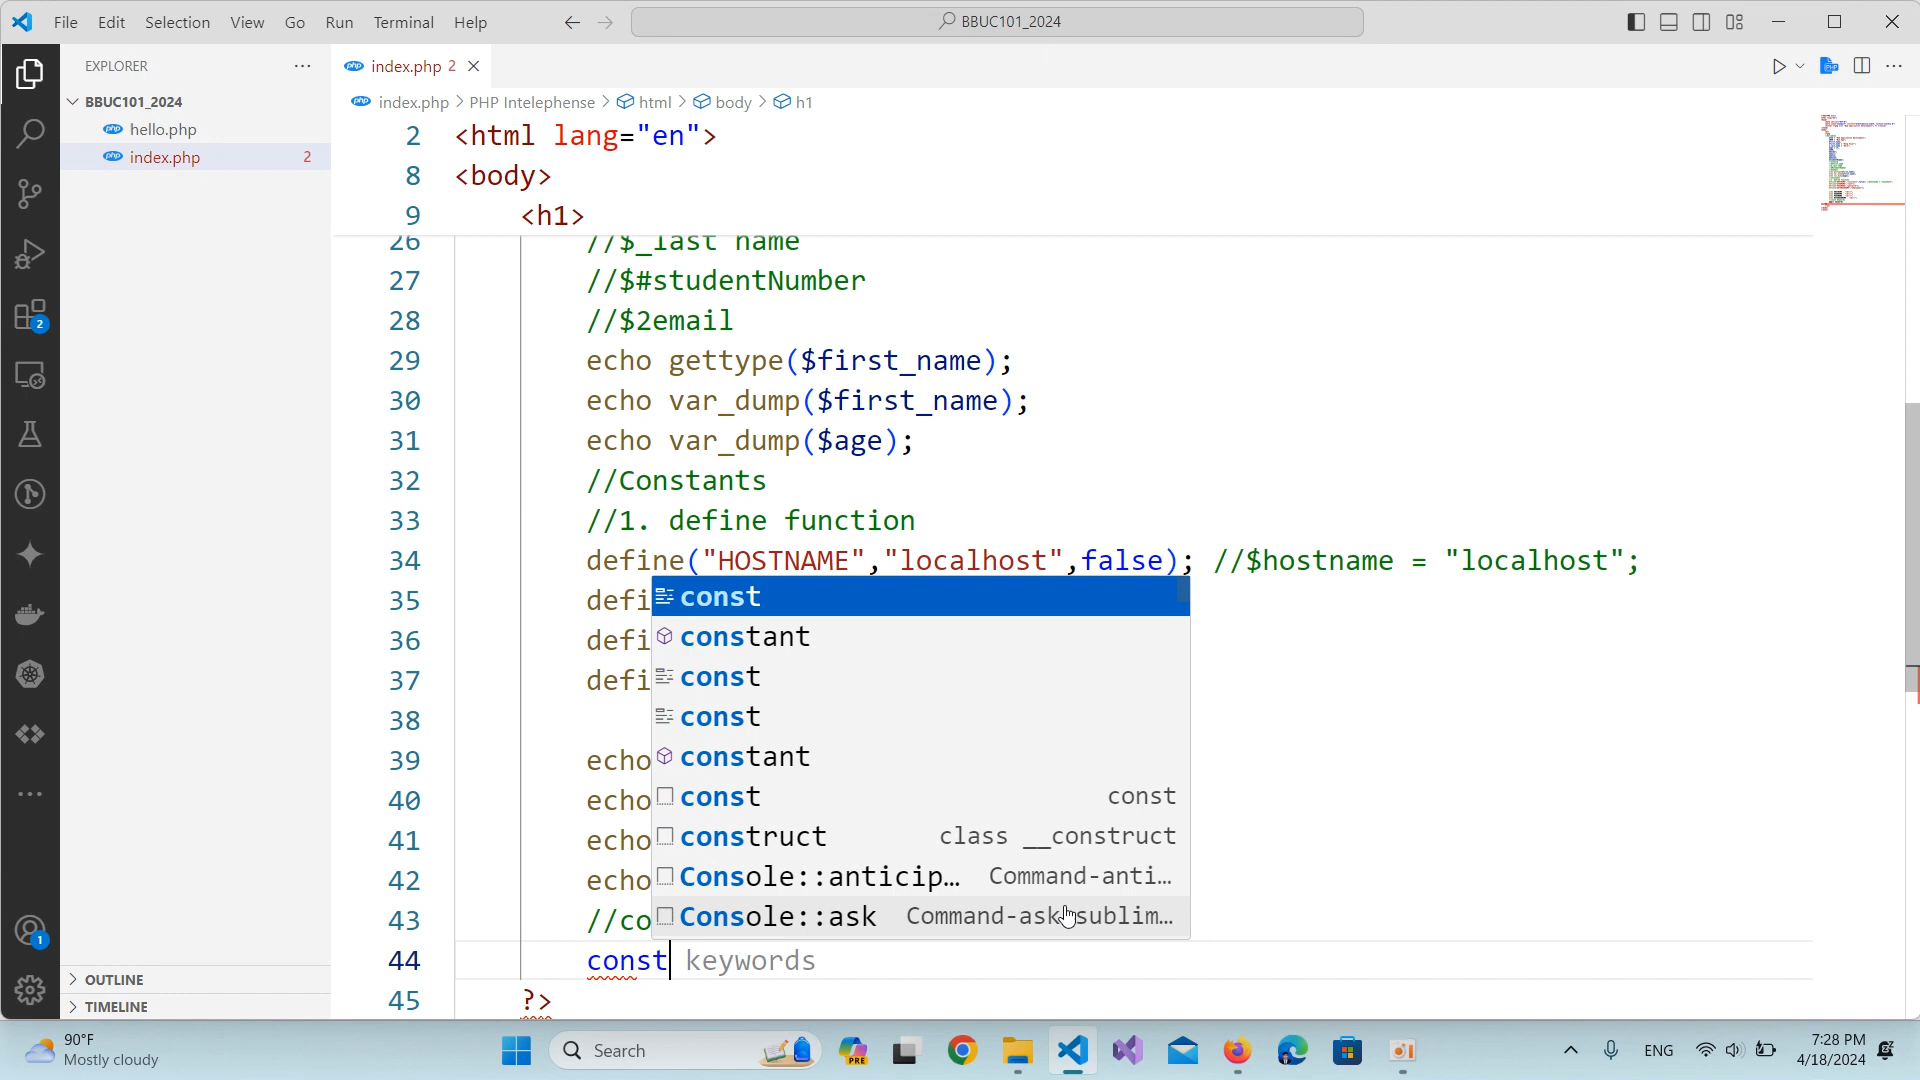 File Edit Selection View Go Run Terminal Help
BBUC101_2024
EXPLORER
index.php 2
BBUC101_2024
hello.php
index.php 2
index.php > PHP Intelephense > html > body > h1
2 <html lang="en">
8 <body>
9 <h1>
26 //$_last name
27 //$#studentNumber
28 //$2email
29 echo gettype($first_name);
30 echo var_dump($first_name);
31 echo var_dump($age);
32 //Constants
33 //1. define function
34 define("HOSTNAME","localhost",false); //$hostname = "localhost";
35 defi
36 defi
37 defi
38
39 echo
40 echo
41 echo
42 echo
43 //co
44 const keywords
45 ?>
const
constant
const
const
constant
const const
construct class __construct
Console::anticip… Command-anti…
Console::ask Command-ask-sublim…
2
1
OUTLINE
TIMELINE
90°F
Mostly cloudy
Search
PRE
ENG
7:28 PM
4/18/2024